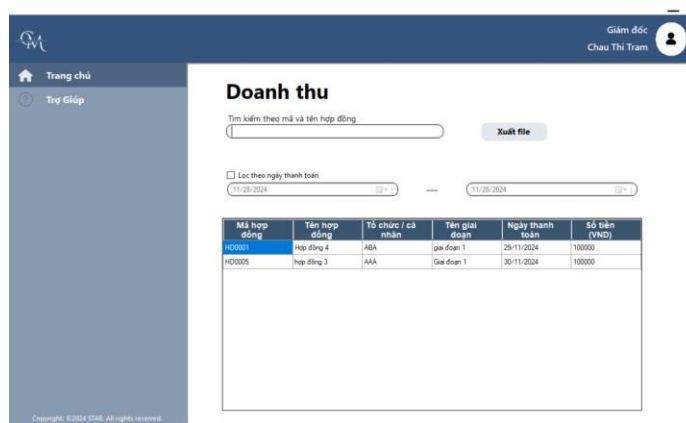 CM
Giám đốc
Chau Thi Tram
Trang chủ
Trợ Giúp
Doanh thu
Tìm kiếm theo mã và tên hợp đồng
Xuất file
Lọc theo ngày thanh toán
11/28/2024 — 11/28/2024
Mã hợp đồng Tên hợp đồng Tổ chức / cá nhân Tên giai đoạn Ngày thanh toán Số tiền (VND)
HD0001 Hợp đồng 4 ABA gai đoạn 1 29/11/2024 100000
HD0005 hợp đồng 3 AAA Giai đoạn 1 30/11/2024 100000
Copyright: ©2024 STAR. All rights reserved.